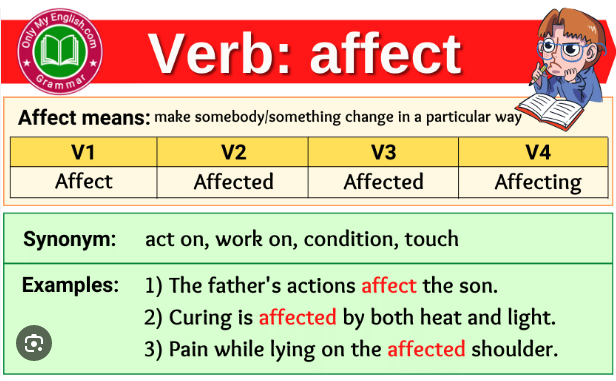 Only My English.com
Grammar
Verb: affect
Affect means: make somebody/something change in a particular way
V1 V2 V3 V4
Affect Affected Affected Affecting
Synonym: act on, work on, condition, touch
Examples: 1) The father's actions affect the son.
2) Curing is affected by both heat and light.
3) Pain while lying on the affected shoulder.